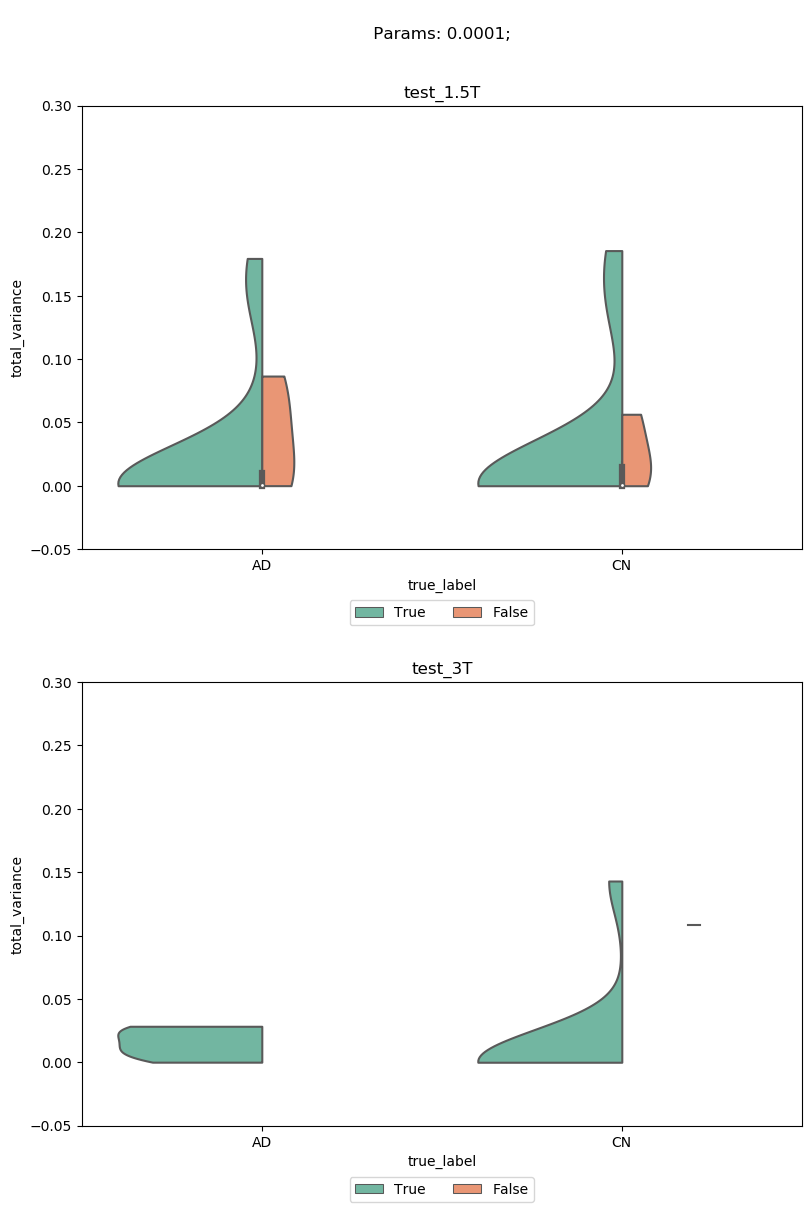 Params: 0.0001;
test_1.5T
0.30
0.25
0.20
0.15
0.10
0.05
0.00
−0.05
total_variance
AD CN
true_label
True False
test_3T
0.30
0.25
0.20
0.15
0.10
0.05
0.00
−0.05
total_variance
AD CN
true_label
True False